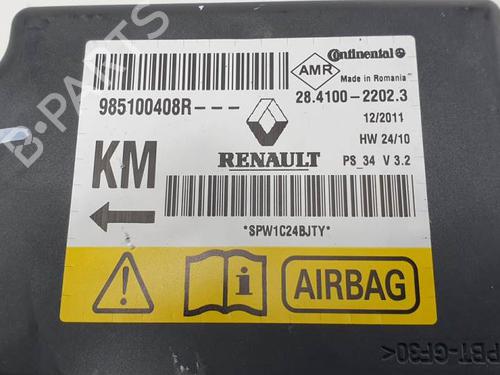 Continental
AMR
Made in Romania
985100408R---
28.4100-2202.3
12/2011
HW 24/10
KM
RENAULT
PS_34 V 3.2
*SPW1C24BJTY*
AIRBAG
PBT-GF30<